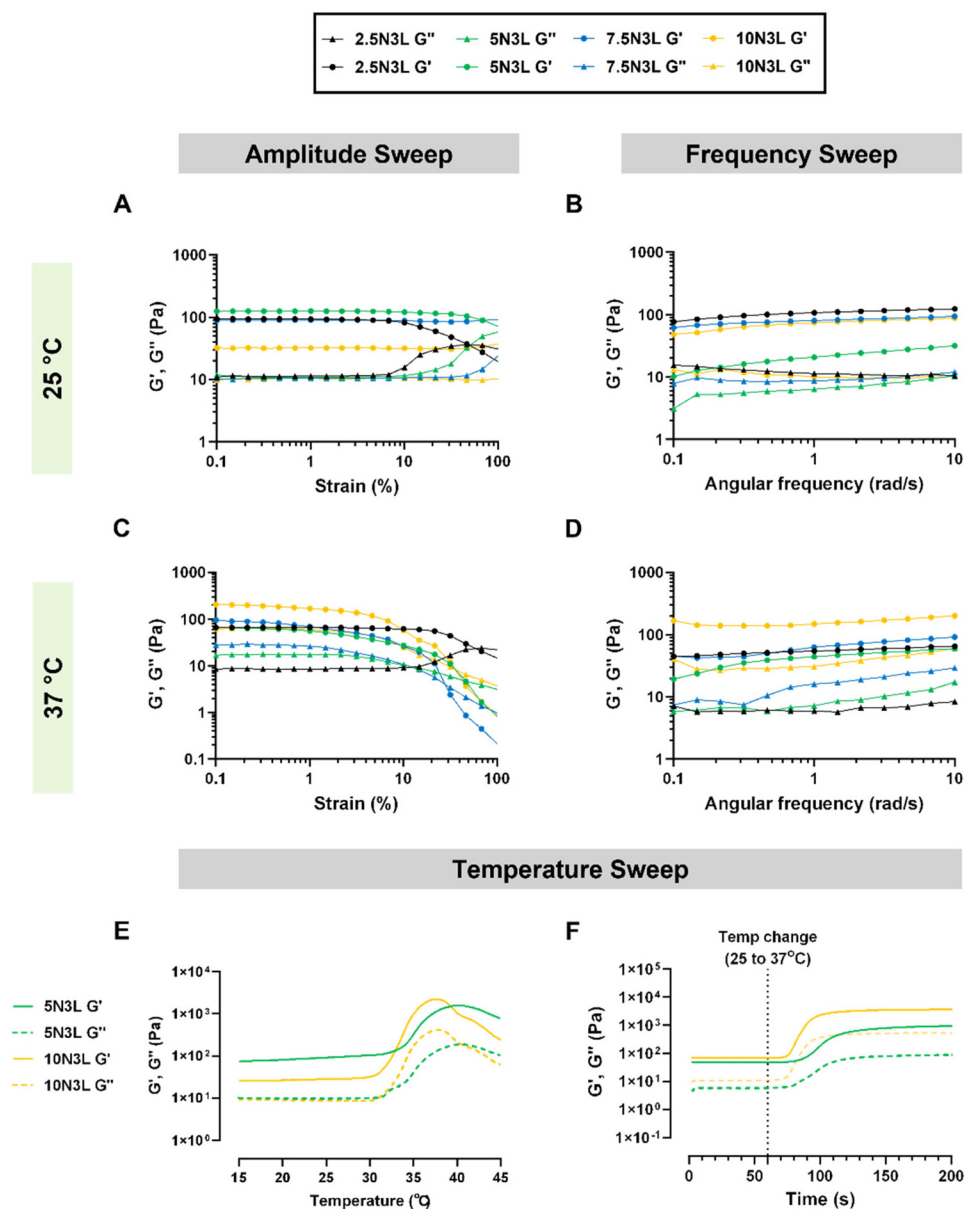 2.5N3L G'' 5N3L G'' 7.5N3L G' 10N3L G'
2.5N3L G' 5N3L G' 7.5N3L G'' 10N3L G''
Amplitude Sweep Frequency Sweep
A B
25 °C
G', G'' (Pa)
1000
100
10
1
0.1 1 10 100
Strain (%)
G', G'' (Pa)
1000
100
10
1
0.1 1 10
Angular frequency (rad/s)
C D
37 °C
G', G'' (Pa)
1000
100
10
1
0.1
0.1 1 10 100
Strain (%)
G', G'' (Pa)
1000
100
10
1
0.1 1 10
Angular frequency (rad/s)
Temperature Sweep
E F
5N3L G'
5N3L G''
10N3L G'
10N3L G''
G', G'' (Pa)
1×10⁴
1×10³
1×10²
1×10¹
1×10⁰
15 20 25 30 35 40 45
Temperature (℃)
Temp change
(25 to 37°C)
G', G'' (Pa)
1×10⁵
1×10⁴
1×10³
1×10²
1×10¹
1×10⁰
1×10⁻¹
0 50 100 150 200
Time (s)